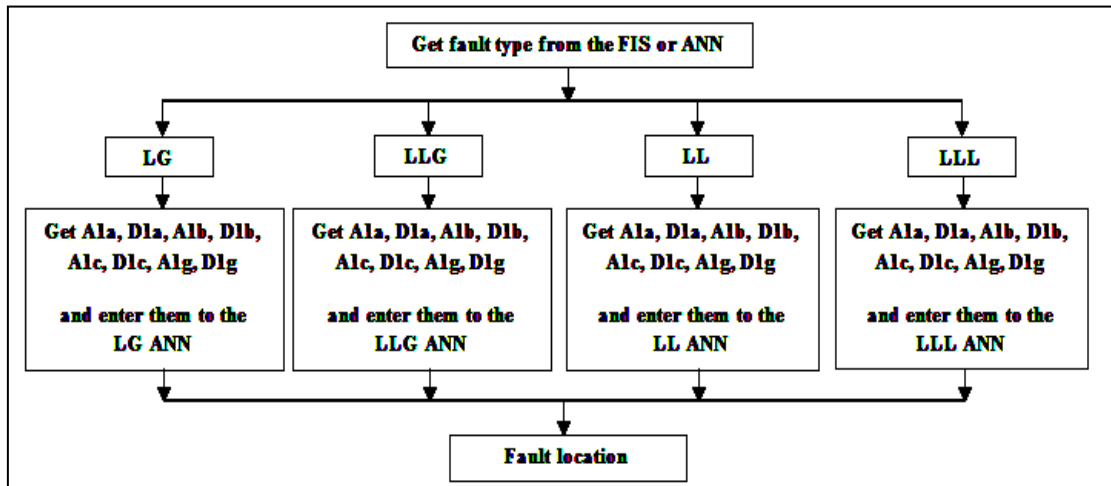 Get fault type from the FIS or ANN
LG
LLG
LL
LLL
Get A1a, D1a, A1b, D1b,
A1c, D1c, A1g, D1g
and enter them to the
LG ANN
Get A1a, D1a, A1b, D1b,
A1c, D1c, A1g, D1g
and enter them to the
LLG ANN
Get A1a, D1a, A1b, D1b,
A1c, D1c, A1g, D1g
and enter them to the
LL ANN
Get A1a, D1a, A1b, D1b,
A1c, D1c, A1g, D1g
and enter them to the
LLL ANN
Fault location